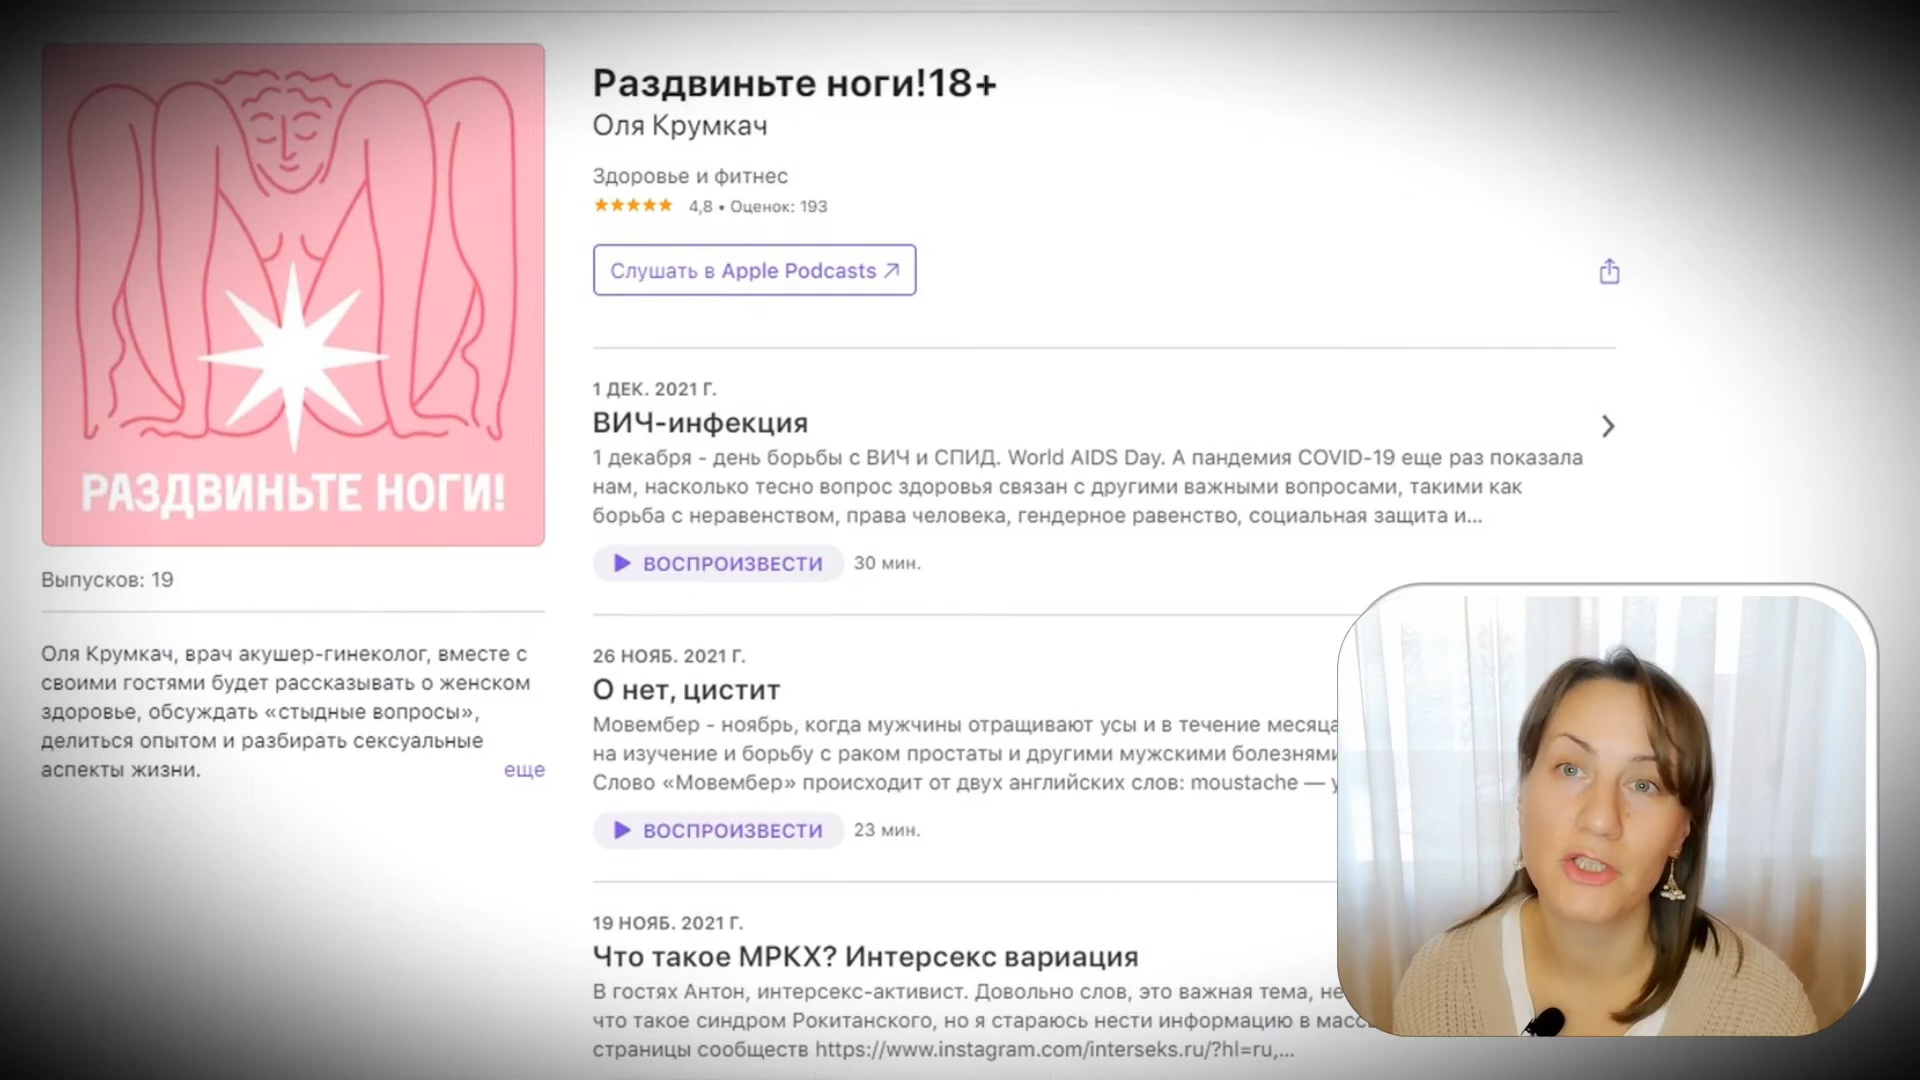 РАЗДВИНЬТЕ НОГИ!
Выпусков: 19
Оля Крумкач, врач акушер-гинеколог, вместе с
своими гостями будет рассказывать о женском
здоровье, обсуждать «стыдные вопросы»,
делиться опытом и разбирать сексуальные
аспекты жизни.
еще
Раздвиньте ноги!18+
Оля Крумкач
Здоровье и фитнес
4,8 • Оценок: 193
Слушать в Apple Podcasts
1 ДЕК. 2021 Г.
ВИЧ-инфекция
1 декабря - день борьбы с ВИЧ и СПИД. World AIDS Day. А пандемия COVID-19 еще раз показала
нам, насколько тесно вопрос здоровья связан с другими важными вопросами, такими как
борьба с неравенством, права человека, гендерное равенство, социальная защита и...
ВОСПРОИЗВЕСТИ 30 мин.
26 НОЯБ. 2021 Г.
О нет, цистит
Мовембер - ноябрь, когда мужчины отращивают усы и в течение месяца
на изучение и борьбу с раком простаты и другими мужскими болезнями
Слово «Мовембер» происходит от двух английских слов: moustache —
ВОСПРОИЗВЕСТИ 23 мин.
19 НОЯБ. 2021 Г.
Что такое МРКХ? Интерсекс вариация
В гостях Антон, интерсекс-активист. Довольно слов, это важная тема, не
что такое синдром Рокитанского, но я стараюсь нести информацию в
страницы сообществ https://www.instagram.com/interseks.ru/?hl=ru,...